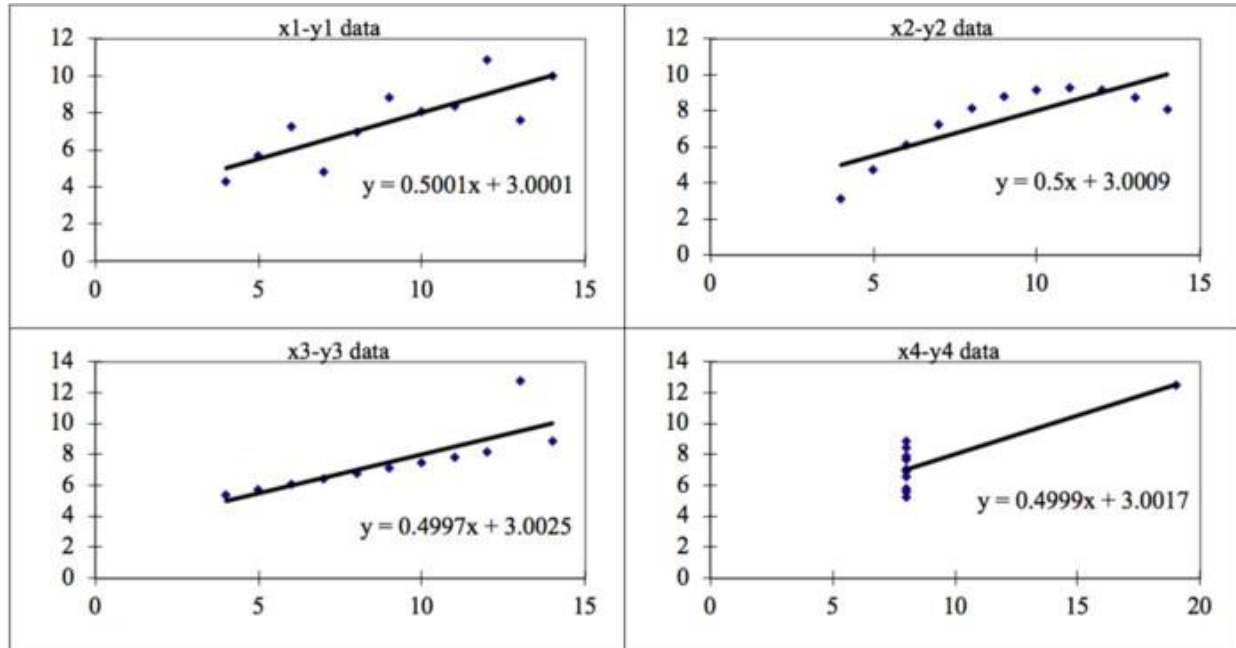 x1-y1 data
12
10
8
6
4
2
0
y = 0.5001x + 3.0001
0 5 10 15
x2-y2 data
12
10
8
6
4
2
0
y = 0.5x + 3.0009
0 5 10 15
x3-y3 data
14
12
10
8
6
4
2
0
y = 0.4997x + 3.0025
0 5 10 15
x4-y4 data
14
12
10
8
6
4
2
0
y = 0.4999x + 3.0017
0 5 10 15 20